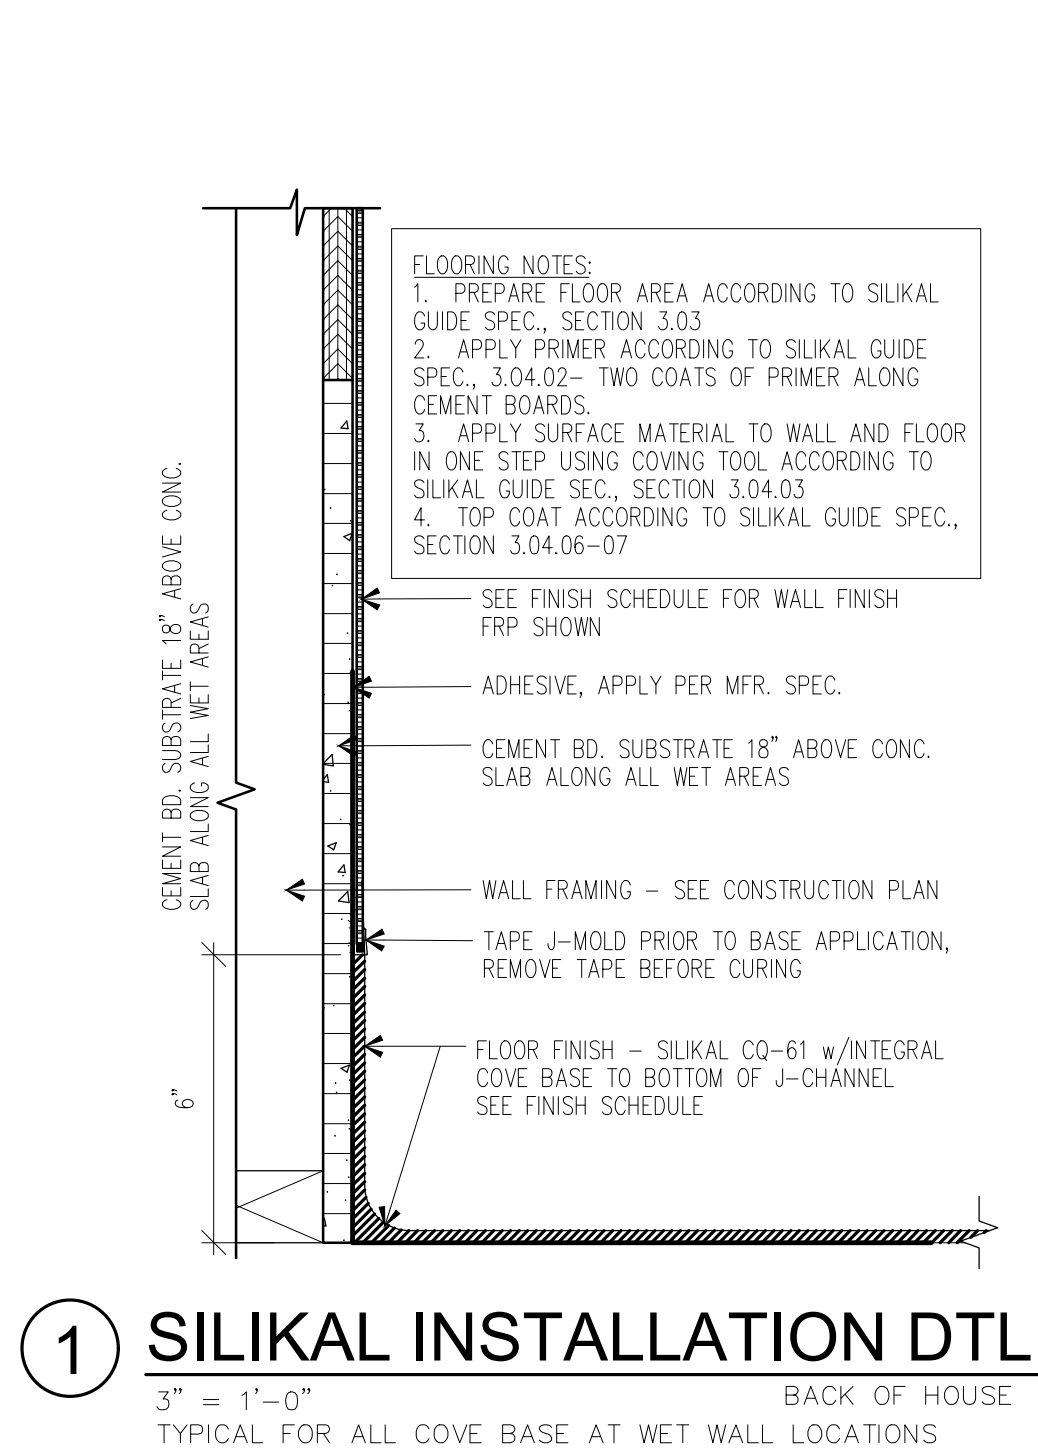 FLOORING NOTES:
1. PREPARE FLOOR AREA ACCORDING TO SILIKAL
GUIDE SPEC., SECTION 3.03
2. APPLY PRIMER ACCORDING TO SILIKAL GUIDE
SPEC., 3.04.02– TWO COATS OF PRIMER ALONG
CEMENT BOARDS.
3. APPLY SURFACE MATERIAL TO WALL AND FLOOR
IN ONE STEP USING COVING TOOL ACCORDING TO
SILIKAL GUIDE SEC., SECTION 3.04.03
4. TOP COAT ACCORDING TO SILIKAL GUIDE SPEC.,
SECTION 3.04.06–07
SEE FINISH SCHEDULE FOR WALL FINISH
FRP SHOWN
ADHESIVE, APPLY PER MFR. SPEC.
CEMENT BD. SUBSTRATE 18" ABOVE CONC.
SLAB ALONG ALL WET AREAS
WALL FRAMING – SEE CONSTRUCTION PLAN
TAPE J–MOLD PRIOR TO BASE APPLICATION,
REMOVE TAPE BEFORE CURING
FLOOR FINISH – SILIKAL CQ–61 w/INTEGRAL
COVE BASE TO BOTTOM OF J–CHANNEL
SEE FINISH SCHEDULE
CEMENT BD. SUBSTRATE 18" ABOVE CONC.
SLAB ALONG ALL WET AREAS
6"
1 SILIKAL INSTALLATION DTL
3" = 1'–0" BACK OF HOUSE
TYPICAL FOR ALL COVE BASE AT WET WALL LOCATIONS